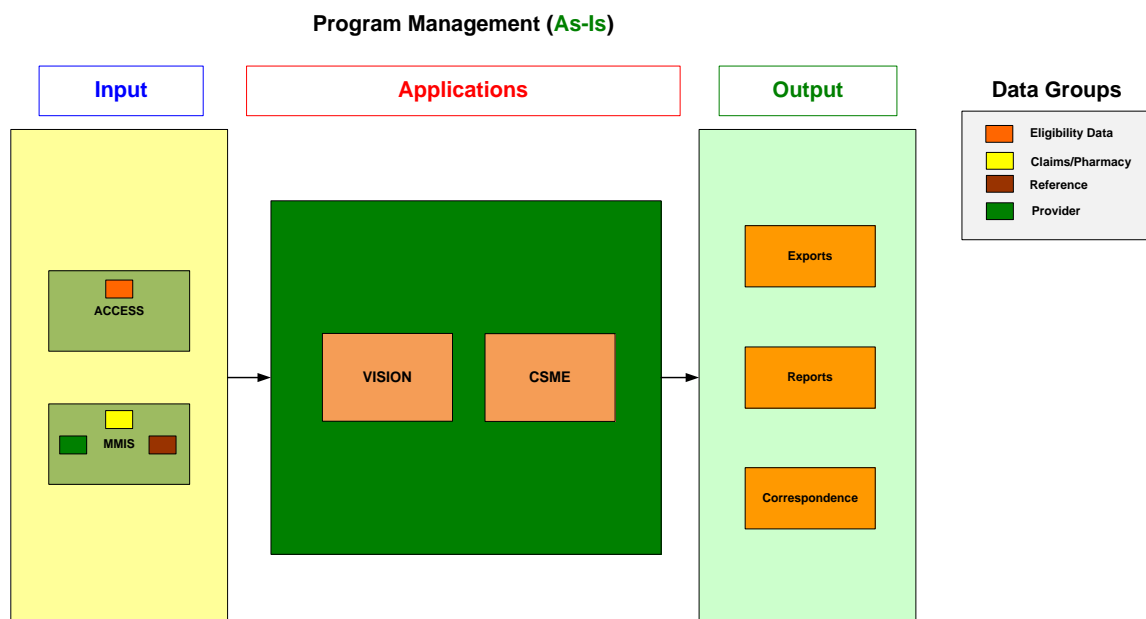 Program Management (As-Is)
Input
Applications
Output
Data Groups
Eligibility Data
Claims/Pharmacy
Reference
Provider
ACCESS
MMIS
VISION
CSME
Exports
Reports
Correspondence